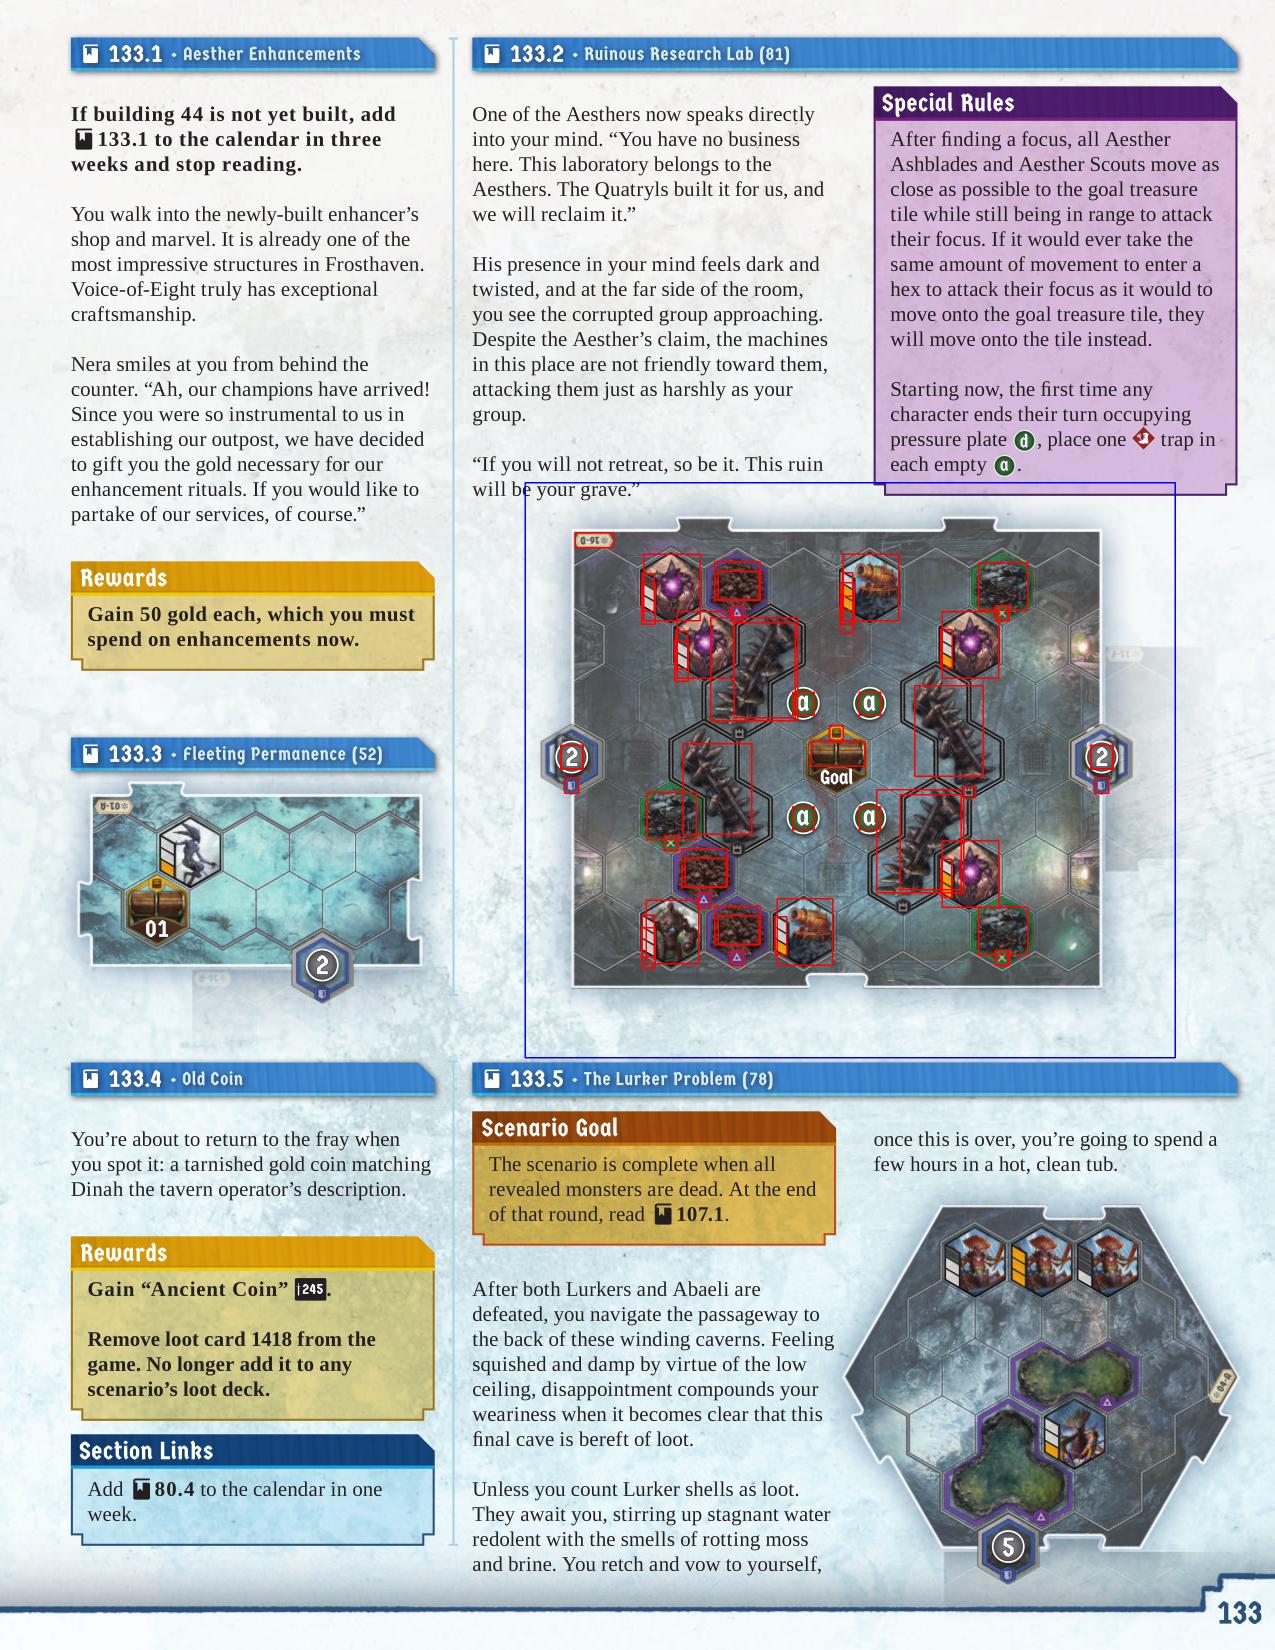 133.1 • Aesther Enhancements
If building 44 is not yet built, add
133.1 to the calendar in three
weeks and stop reading.
You walk into the newly-built enhancer’s
shop and marvel. It is already one of the
most impressive structures in Frosthaven.
Voice-of-Eight truly has exceptional
craftsmanship.
Nera smiles at you from behind the
counter. “Ah, our champions have arrived!
Since you were so instrumental to us in
establishing our outpost, we have decided
to gift you the gold necessary for our
enhancement rituals. If you would like to
partake of our services, of course.”
Rewards
Gain 50 gold each, which you must
spend on enhancements now.
133.2 • Ruinous Research Lab (81)
One of the Aesthers now speaks directly
into your mind. “You have no business
here. This laboratory belongs to the
Aesthers. The Quatryls built it for us, and
we will reclaim it.”
His presence in your mind feels dark and
twisted, and at the far side of the room,
you see the corrupted group approaching.
Despite the Aesther’s claim, the machines
in this place are not friendly toward them,
attacking them just as harshly as your
group.
“If you will not retreat, so be it. This ruin
will be your grave.”
Special Rules
After finding a focus, all Aesther
Ashblades and Aesther Scouts move as
close as possible to the goal treasure
tile while still being in range to attack
their focus. If it would ever take the
same amount of movement to enter a
hex to attack their focus as it would to
move onto the goal treasure tile, they
will move onto the tile instead.
Starting now, the first time any
character ends their turn occupying
pressure plate d, place one trap in
each empty a.
16-D
a a
2 Goal 2
a a
133.3 • Fleeting Permanence (52)
01-A
01
2
133.4 • Old Coin
You’re about to return to the fray when
you spot it: a tarnished gold coin matching
Dinah the tavern operator’s description.
Rewards
Gain “Ancient Coin” 245.
Remove loot card 1418 from the
game. No longer add it to any
scenario’s loot deck.
Section Links
Add 80.4 to the calendar in one
week.
133.5 • The Lurker Problem (78)
Scenario Goal
The scenario is complete when all
revealed monsters are dead. At the end
of that round, read 107.1.
After both Lurkers and Abaeli are
defeated, you navigate the passageway to
the back of these winding caverns. Feeling
squished and damp by virtue of the low
ceiling, disappointment compounds your
weariness when it becomes clear that this
final cave is bereft of loot.
Unless you count Lurker shells as loot.
They await you, stirring up stagnant water
redolent with the smells of rotting moss
and brine. You retch and vow to yourself,
once this is over, you’re going to spend a
few hours in a hot, clean tub.
04-A
5
133